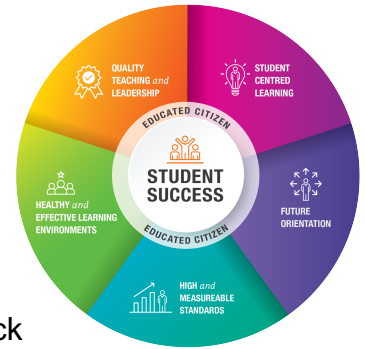 QUALITY
TEACHING and
LEADERSHIP
STUDENT
CENTRED
LEARNING
EDUCATED CITIZEN
STUDENT
SUCCESS
EDUCATED CITIZEN
HEALTHY and
EFFECTIVE LEARNING
ENVIRONMENTS
FUTURE
ORIENTATION
HIGH and
MEASUREABLE
STANDARDS
ck